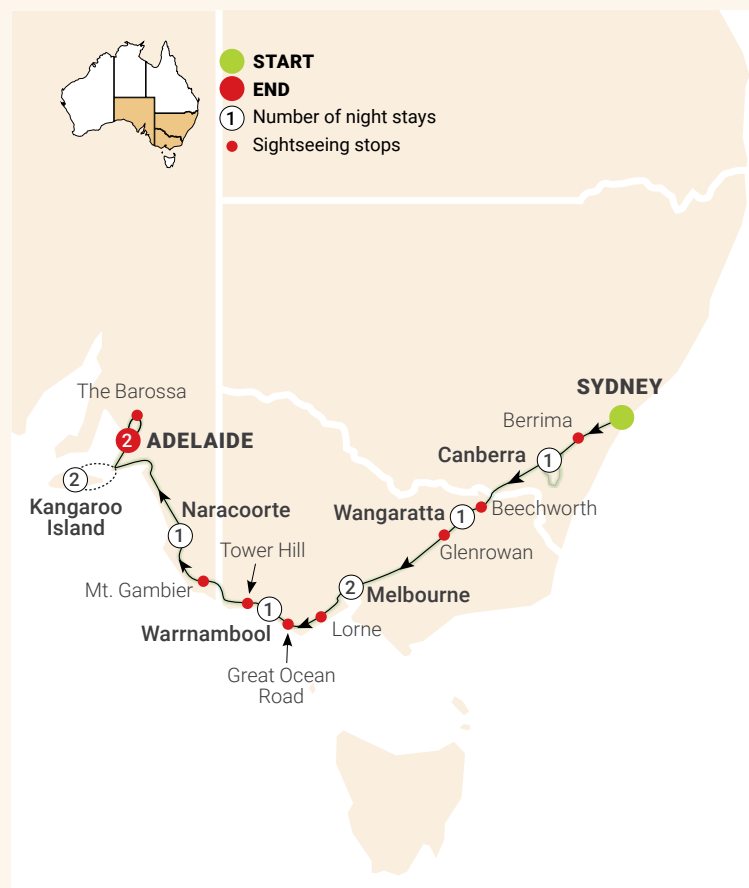 START
END
1 Number of night stays
Sightseeing stops
SYDNEY
Berrima
Canberra
1
Beechworth
Wangaratta
1
Glenrowan
Melbourne
2
Lorne
Great Ocean
Road
Warrnambool
1
Tower Hill
Mt. Gambier
Naracoorte
1
Kangaroo
Island
2
ADELAIDE
2
The Barossa